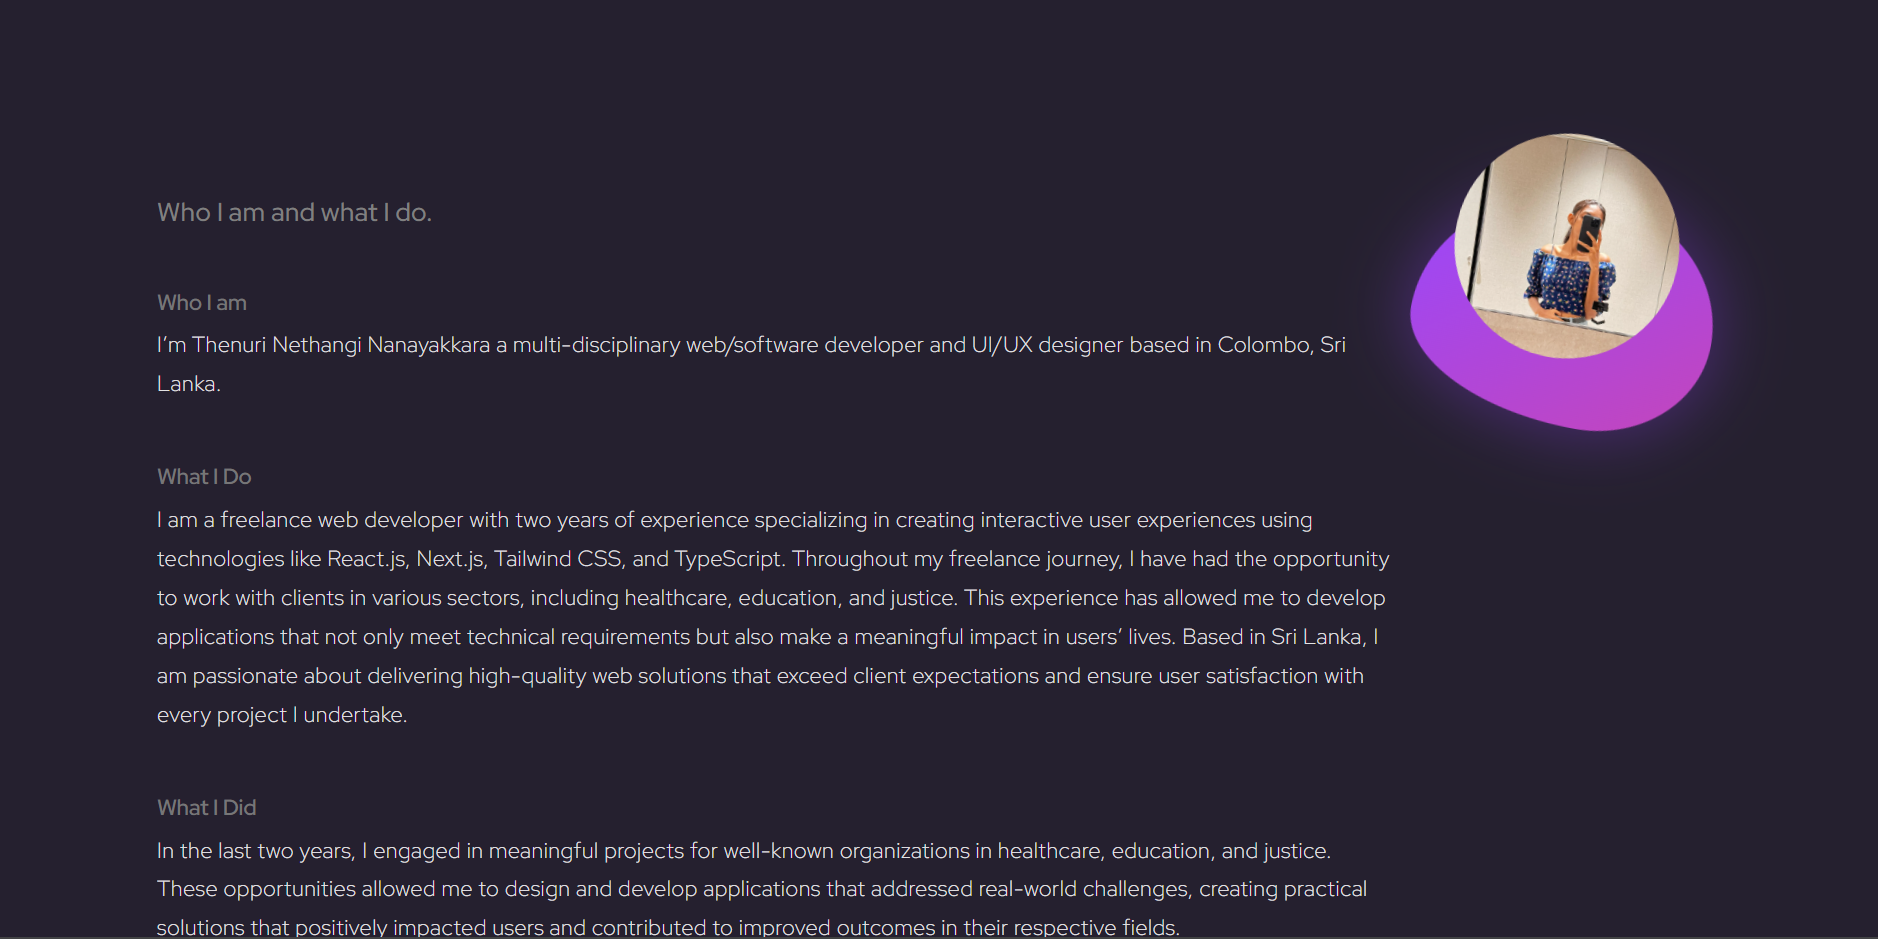 Who I am and what I do.
Who I am
I’m Thenuri Nethangi Nanayakkara a multi-disciplinary web/software developer and UI/UX designer based in Colombo, Sri
Lanka.
What I Do
I am a freelance web developer with two years of experience specializing in creating interactive user experiences using
technologies like React.js, Next.js, Tailwind CSS, and TypeScript. Throughout my freelance journey, I have had the opportunity
to work with clients in various sectors, including healthcare, education, and justice. This experience has allowed me to develop
applications that not only meet technical requirements but also make a meaningful impact in users’ lives. Based in Sri Lanka, I
am passionate about delivering high-quality web solutions that exceed client expectations and ensure user satisfaction with
every project I undertake.
What I Did
In the last two years, I engaged in meaningful projects for well-known organizations in healthcare, education, and justice.
These opportunities allowed me to design and develop applications that addressed real-world challenges, creating practical
solutions that positively impacted users and contributed to improved outcomes in their respective fields.